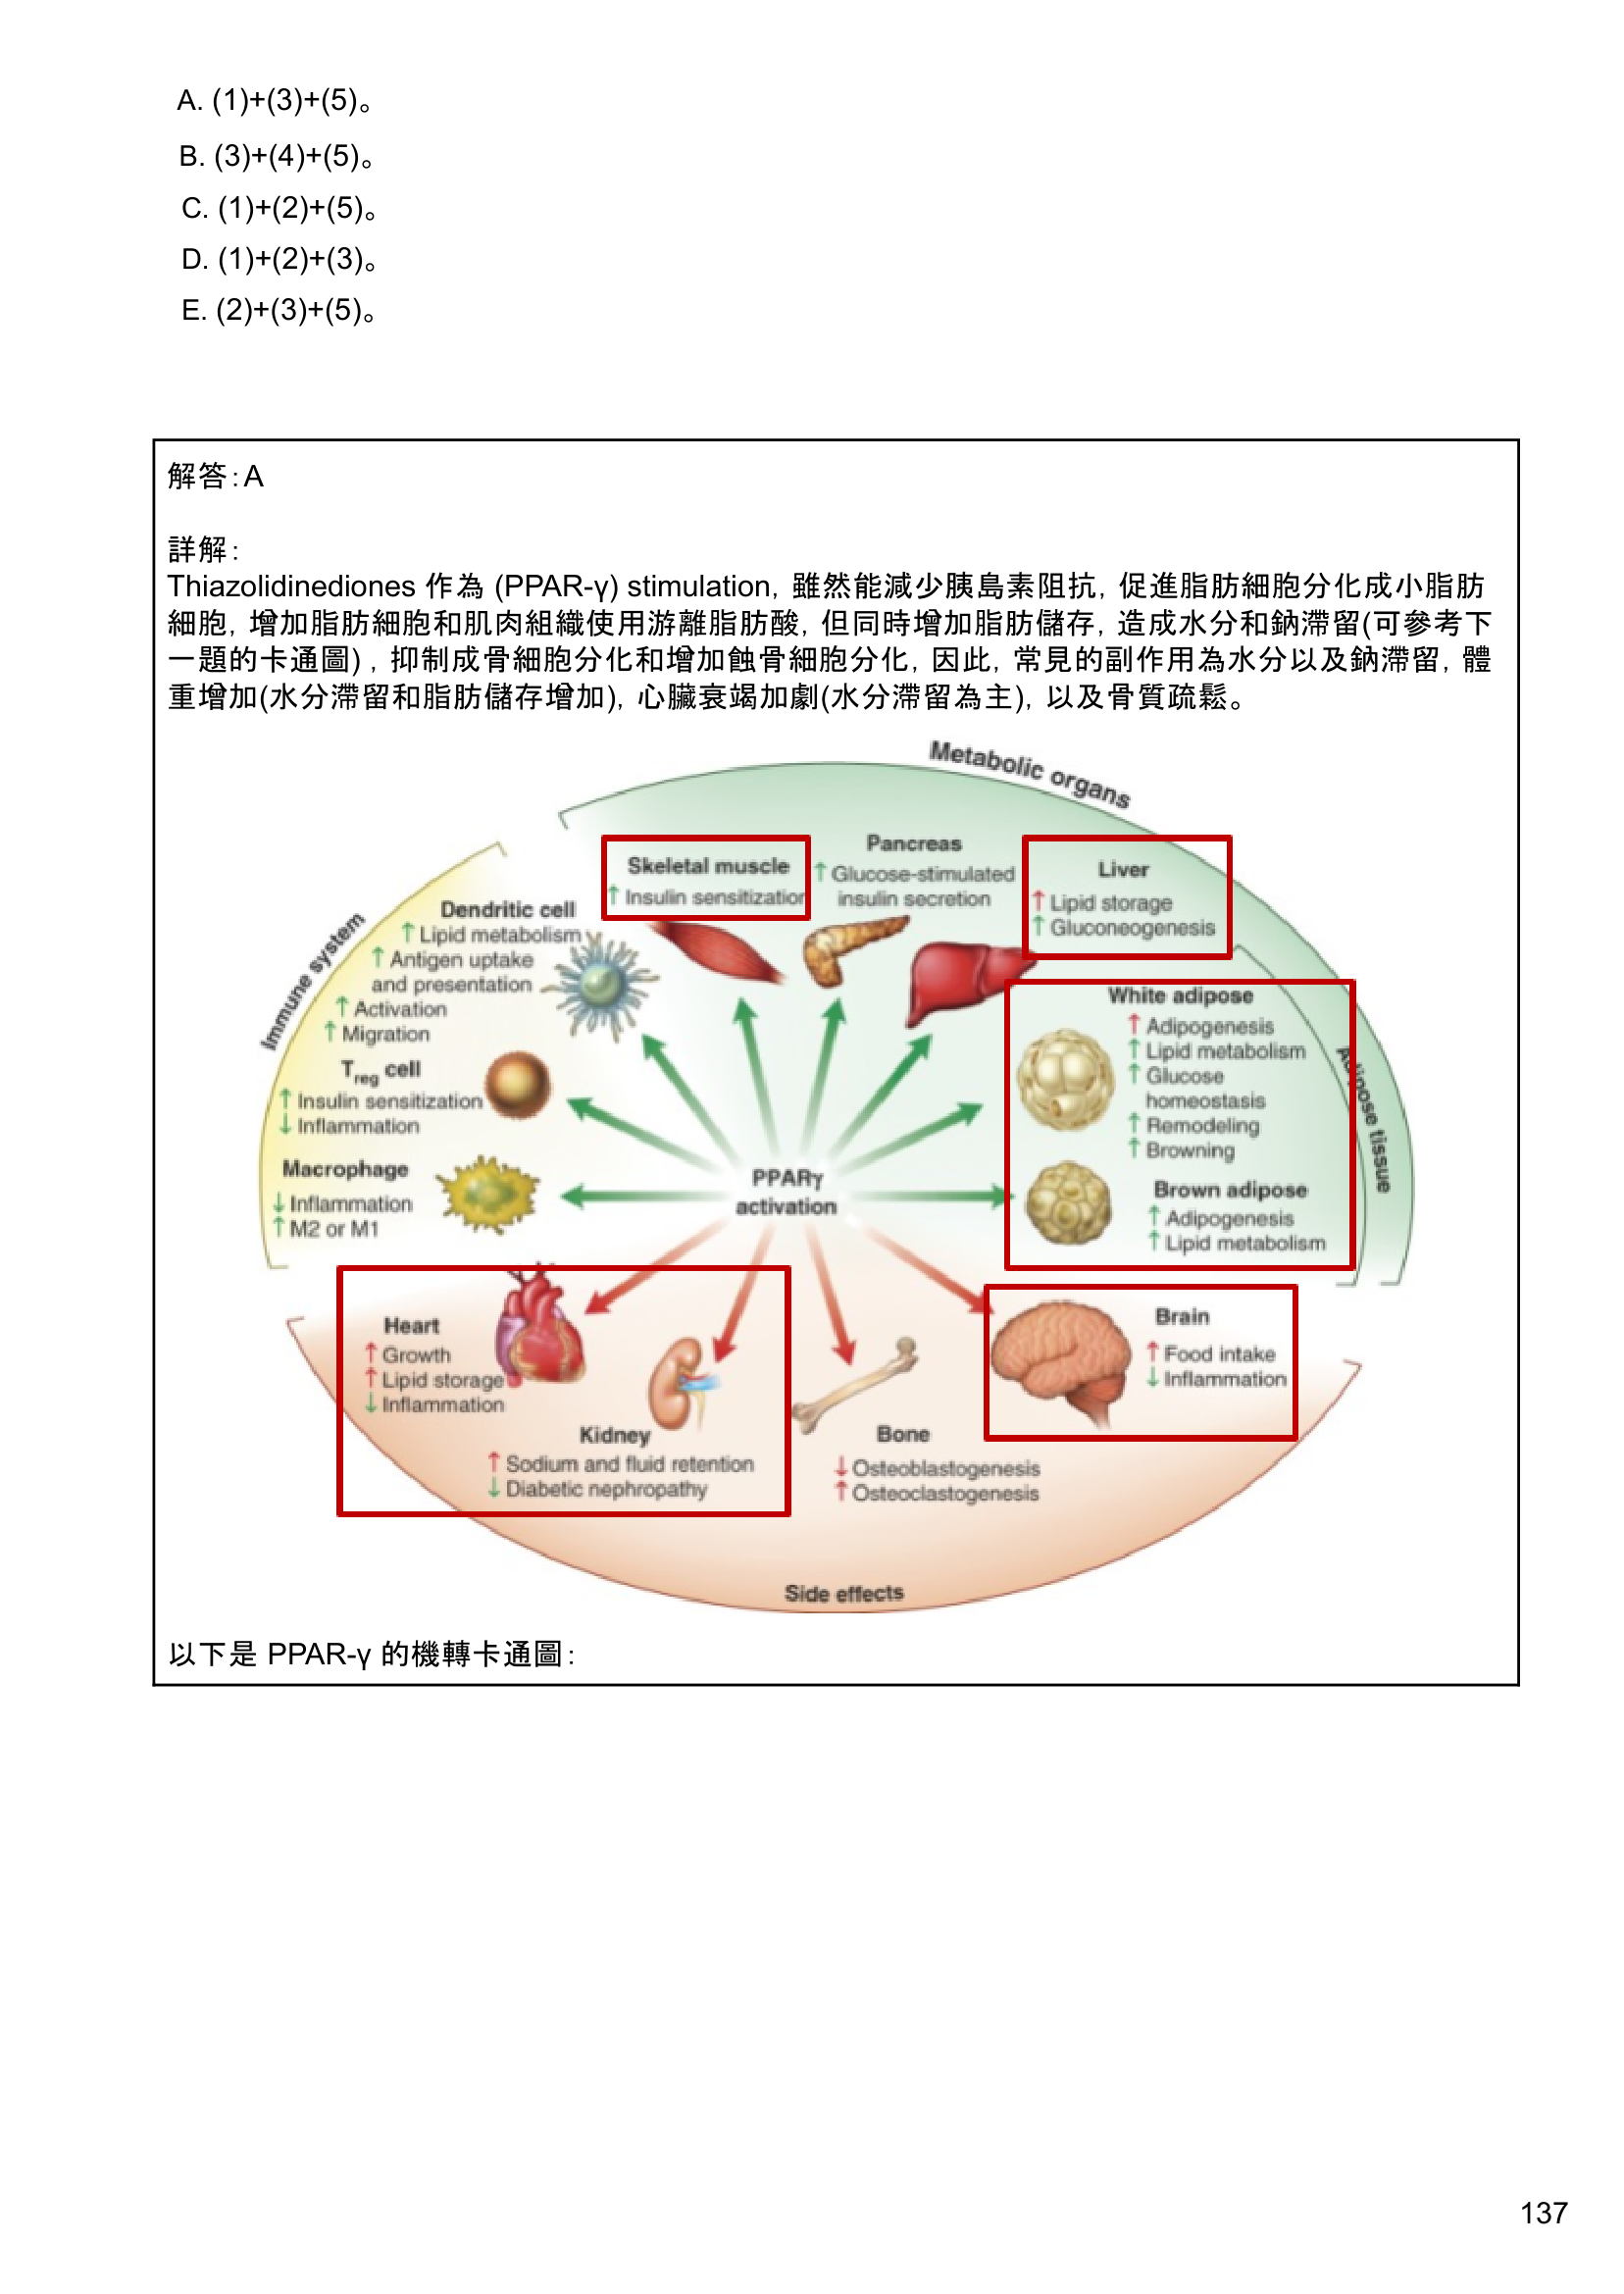 A. (1)+(3)+(5)。
B. (3)+(4)+(5)。
C. (1)+(2)+(5)。
D. (1)+(2)+(3)。
E. (2)+(3)+(5)。
解答：A
詳解：
Thiazolidinediones 作為 (PPAR-γ) stimulation，雖然能減少胰島素阻抗，促進脂肪細胞分化成小脂肪
細胞，增加脂肪細胞和肌肉組織使用游離脂肪酸，但同時增加脂肪儲存，造成水分和鈉滯留(可參考下
一題的卡通圖)，抑制成骨細胞分化和增加蝕骨細胞分化，因此，常見的副作用為水分以及鈉滯留，體
重增加(水分滯留和脂肪儲存增加)，心臟衰竭加劇(水分滯留為主)，以及骨質疏鬆。
Metabolic organs
Skeletal muscle
↑ Insulin sensitization
Pancreas
↑ Glucose-stimulated
insulin secretion
Liver
↑ Lipid storage
↑ Gluconeogenesis
Immune system
Dendritic cell
↑ Lipid metabolism
↑ Antigen uptake
and presentation
↑ Activation
↑ Migration
Treg cell
↑ Insulin sensitization
↓ Inflammation
Macrophage
↓ Inflammation
↑ M2 or M1
PPARγ
activation
White adipose
↑ Adipogenesis
↑ Lipid metabolism
↑ Glucose
homeostasis
↑ Remodeling
↑ Browning
Brown adipose
↑ Adipogenesis
↑ Lipid metabolism
Adipose tissue
Heart
↑ Growth
↑ Lipid storage
↓ Inflammation
Kidney
↑ Sodium and fluid retention
↓ Diabetic nephropathy
Bone
↓ Osteoblastogenesis
↑ Osteoclastogenesis
Brain
↑ Food intake
↓ Inflammation
Side effects
以下是 PPAR-γ 的機轉卡通圖：
137